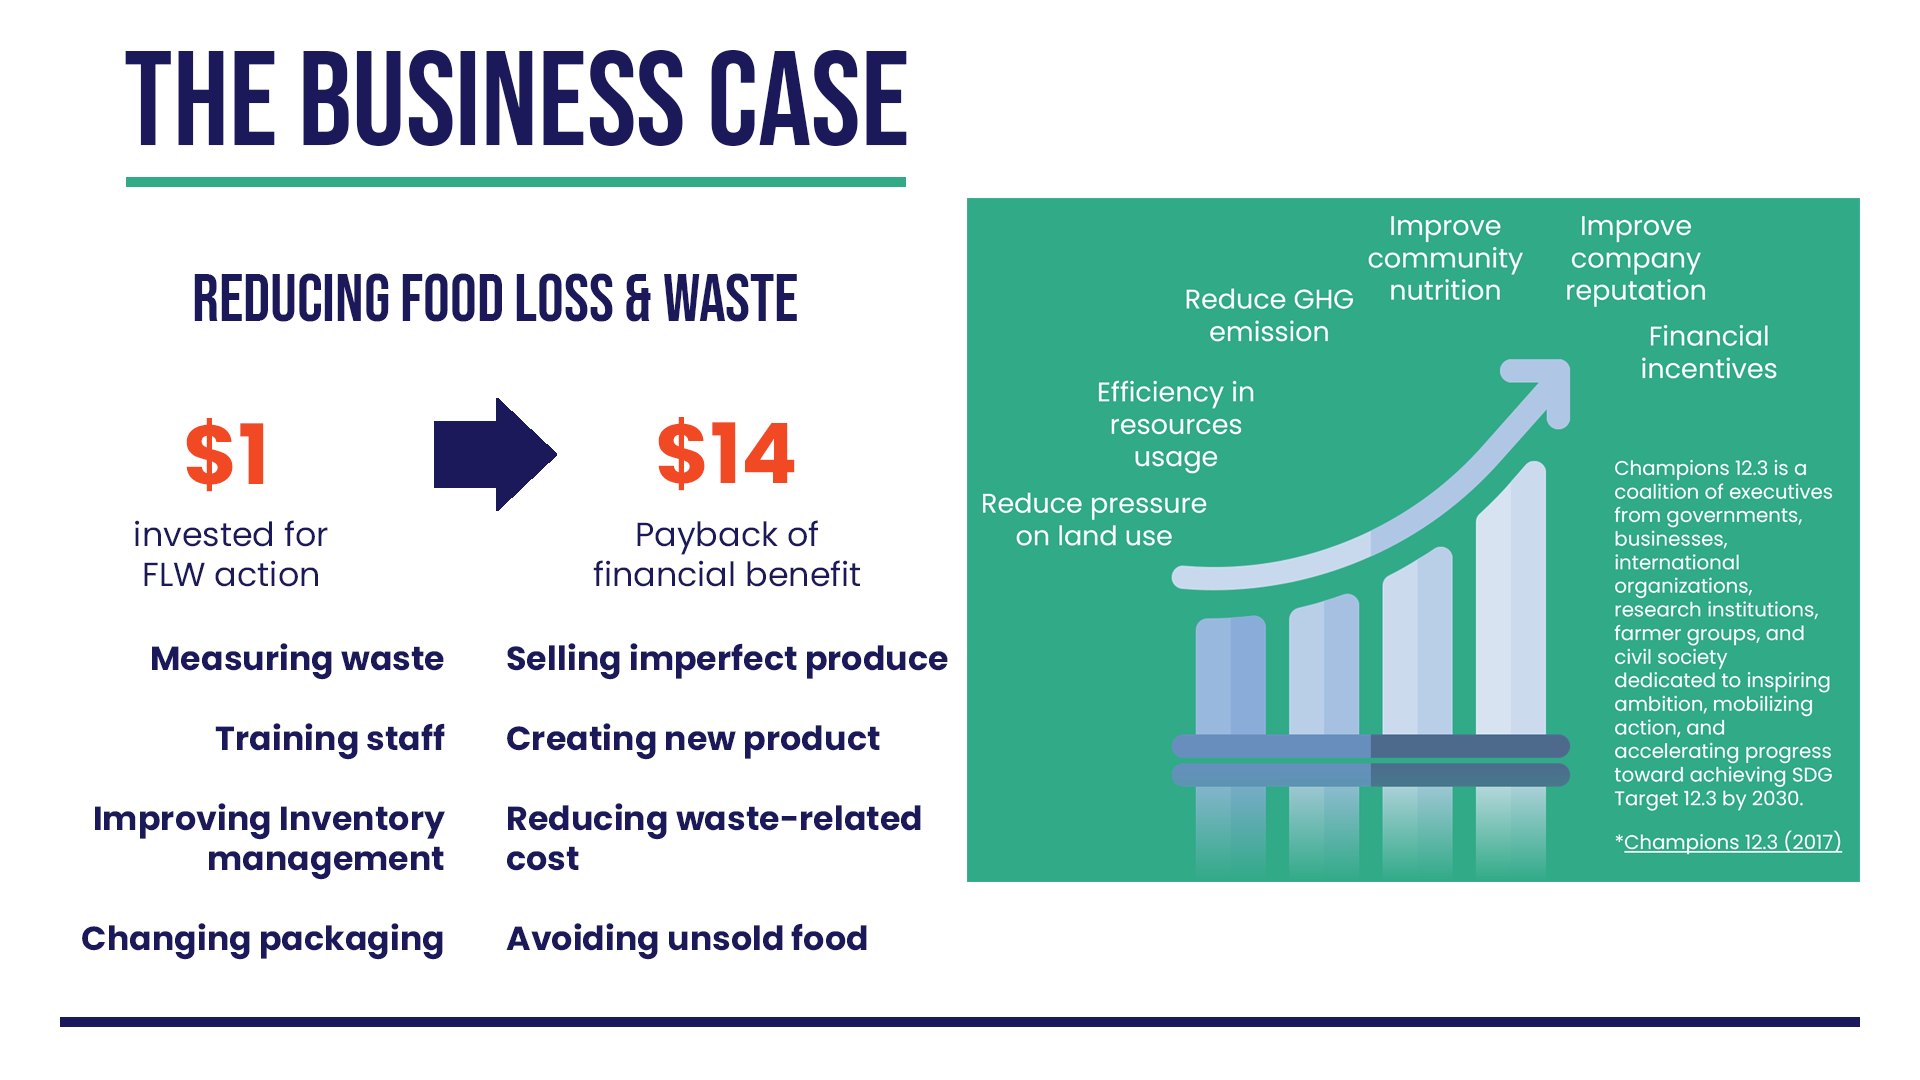 THE BUSINESS CASE
REDUCING FOOD LOSS & WASTE
$1
invested for
FLW action
$14
Payback of
financial benefit
Measuring waste
Training staff
Improving Inventory
management
Changing packaging
Selling imperfect produce
Creating new product
Reducing waste-related
cost
Avoiding unsold food
Reduce pressure
on land use
Efficiency in
resources
usage
Reduce GHG
emission
Improve
community
nutrition
Improve
company
reputation
Financial
incentives
Champions 12.3 is a
coalition of executives
from governments,
businesses,
international
organizations,
research institutions,
farmer groups, and
civil society
dedicated to inspiring
ambition, mobilizing
action, and
accelerating progress
toward achieving SDG
Target 12.3 by 2030.
*Champions 12.3 (2017)